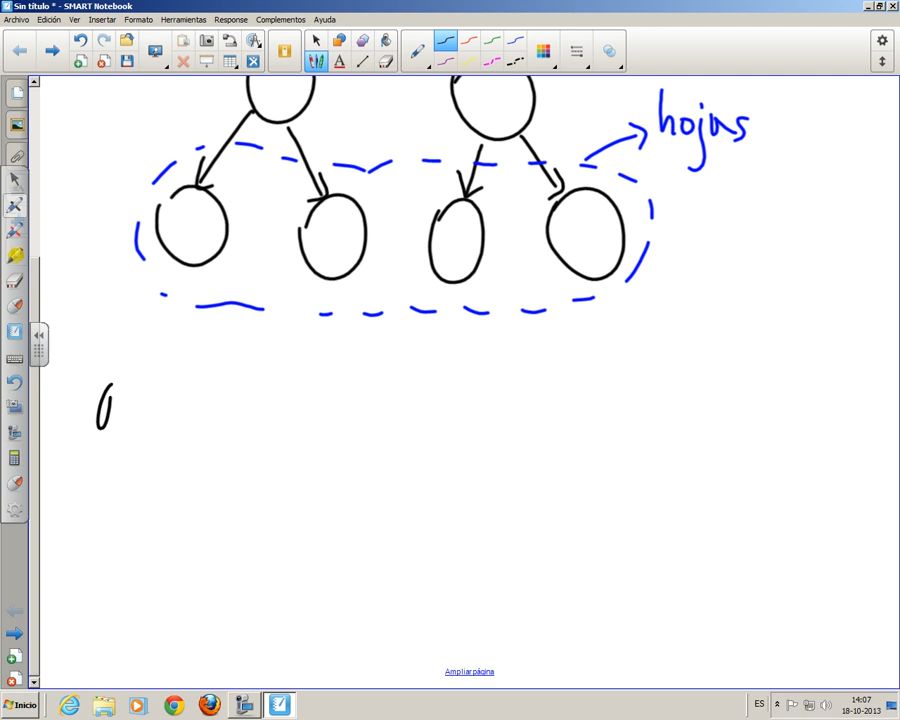 Sin título * - SMART Notebook
Archivo Edición Ver Insertar Formato Herramientas Response Complementos Ayuda
hojas
Ampliar página
Inicio
ES
14:07
18-10-2013